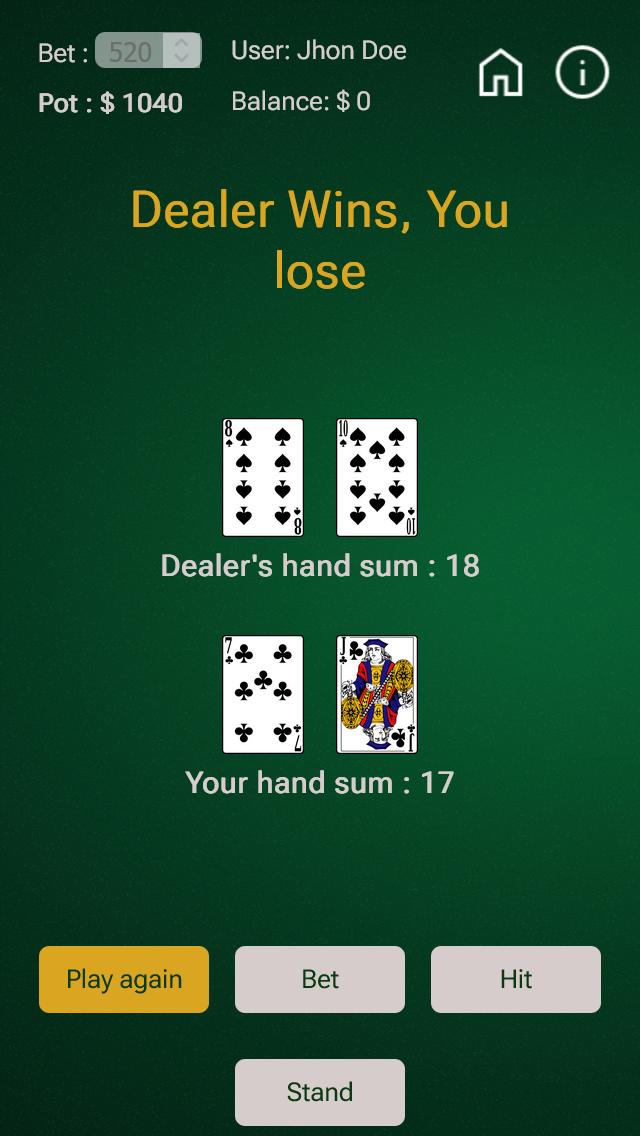 Bet : 520
User: Jhon Doe
Pot : $ 1040
Balance: $ 0
Dealer Wins, You
lose
8
8
10
10
Dealer's hand sum : 18
7
7
J
J
Your hand sum : 17
Play again
Bet
Hit
Stand